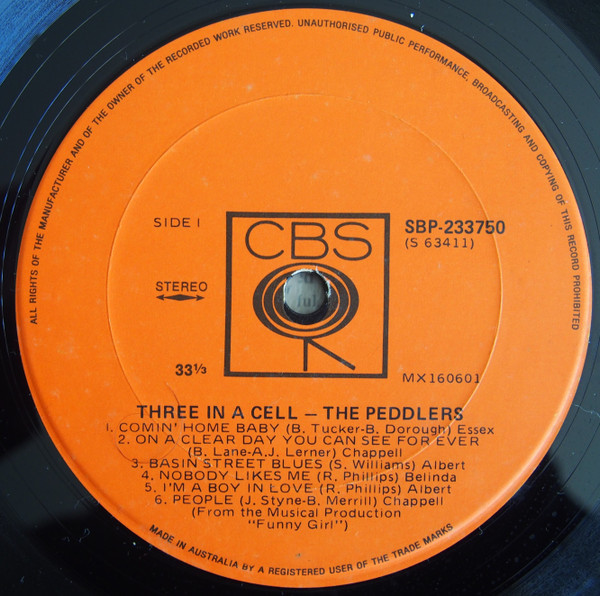 ALL RIGHTS OF THE MANUFACTURER AND OF THE OWNER OF THE RECORDED WORK RESERVED. UNAUTHORISED PUBLIC PERFORMANCE, BROADCASTING AND COPYING OF THIS RECORD PROHIBITED
SIDE 1
CBS
SBP-233750
(S 63411)
STEREO
33⅓
MX160601
THREE IN A CELL – THE PEDDLERS
1. COMIN' HOME BABY (B. Tucker-B. Dorough) Essex
2. ON A CLEAR DAY YOU CAN SEE FOR EVER
(B. Lane-A.J. Lerner) Chappell
3. BASIN STREET BLUES (S. Williams) Albert
4. NOBODY LIKES ME (R. Phillips) Belinda
5. I'M A BOY IN LOVE (R. Phillips) Albert
6. PEOPLE (J. Styne-B. Merrill) Chappell
(From the Musical Production
"Funny Girl")
MADE IN AUSTRALIA BY A REGISTERED USER OF THE TRADE MARKS